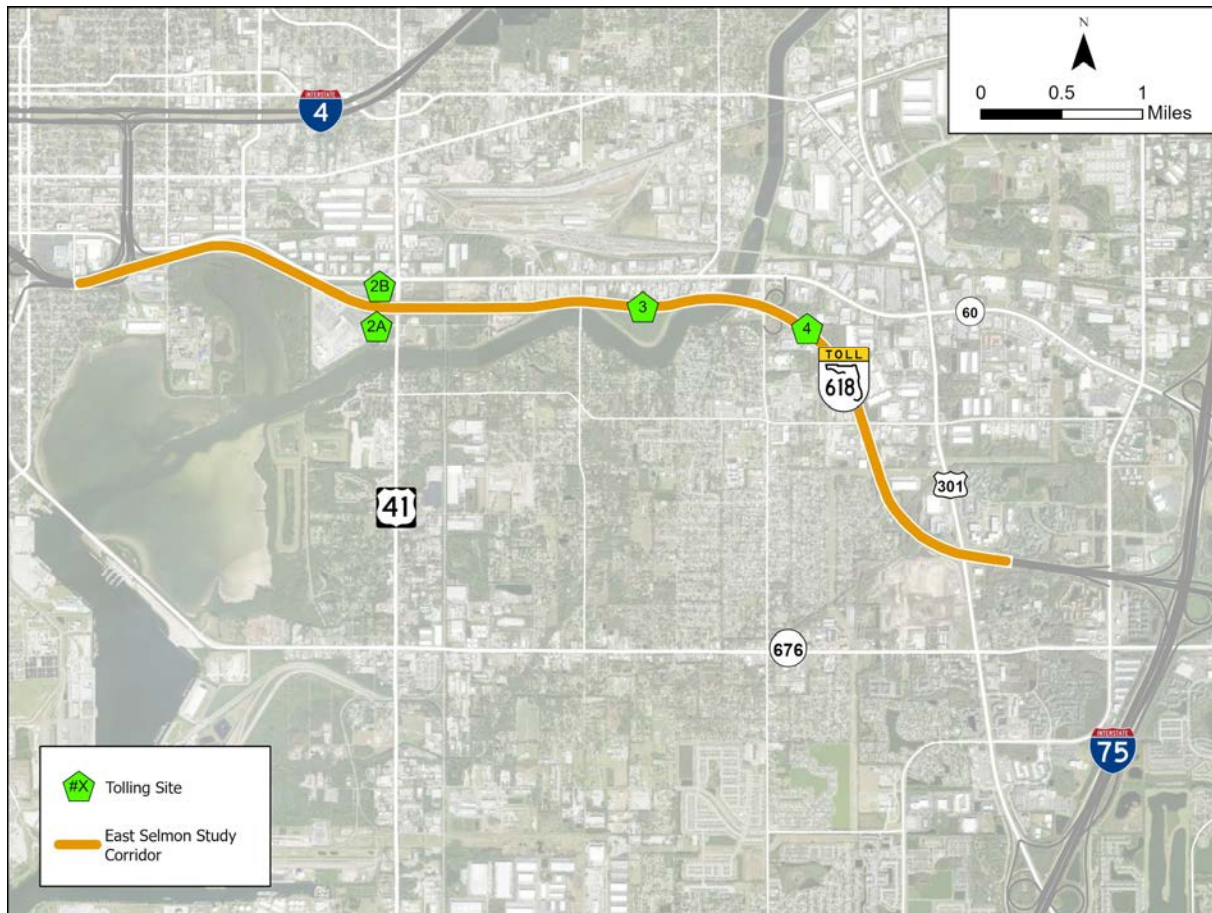 N
0 0.5 1
Miles
INTERSTATE
4
2B
2A
3
4
60
TOLL
618
301
41
676
INTERSTATE
75
#X Tolling Site
East Selmon Study
Corridor